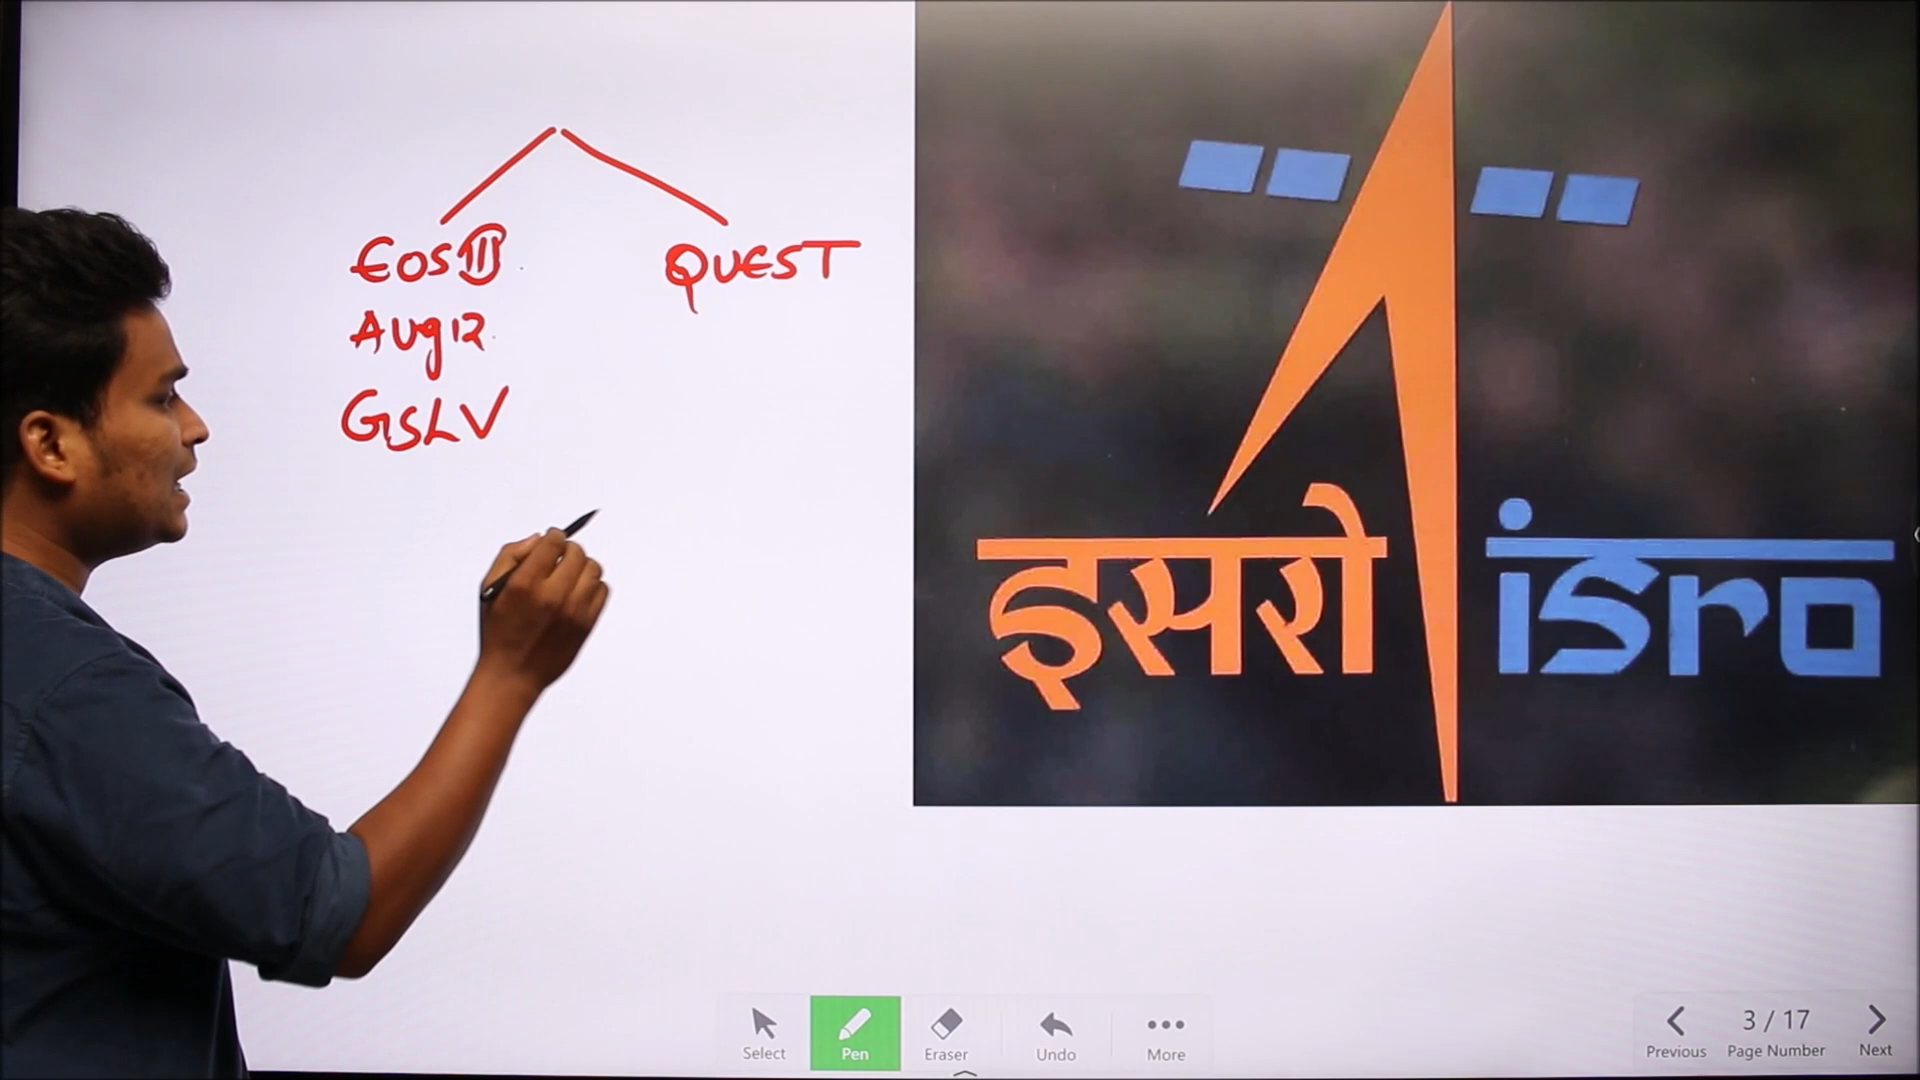 EOS III
QUEST
Aug 12
GSLV
इसरो isro
Select
Pen
Eraser
Undo
More
3 / 17
Previous
Page Number
Next